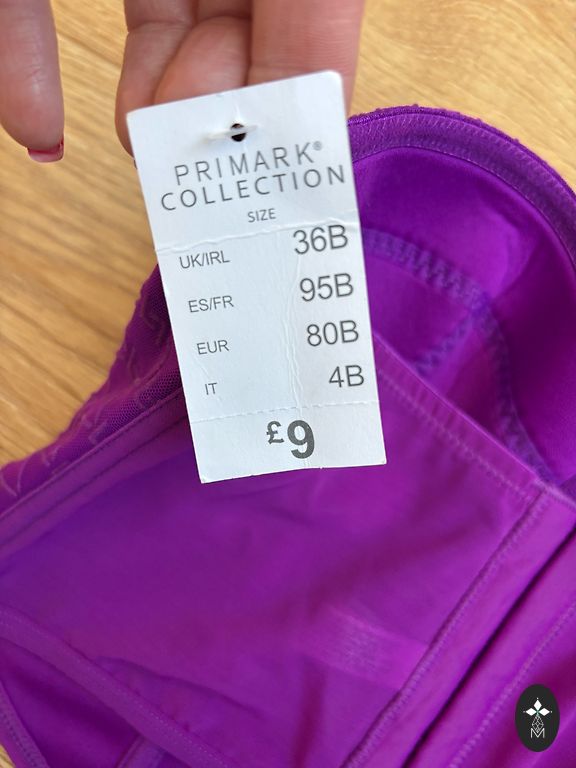 PRIMARK®
COLLECTION
SIZE
UK/IRL 36B
ES/FR 95B
EUR 80B
IT 4B
£9
M